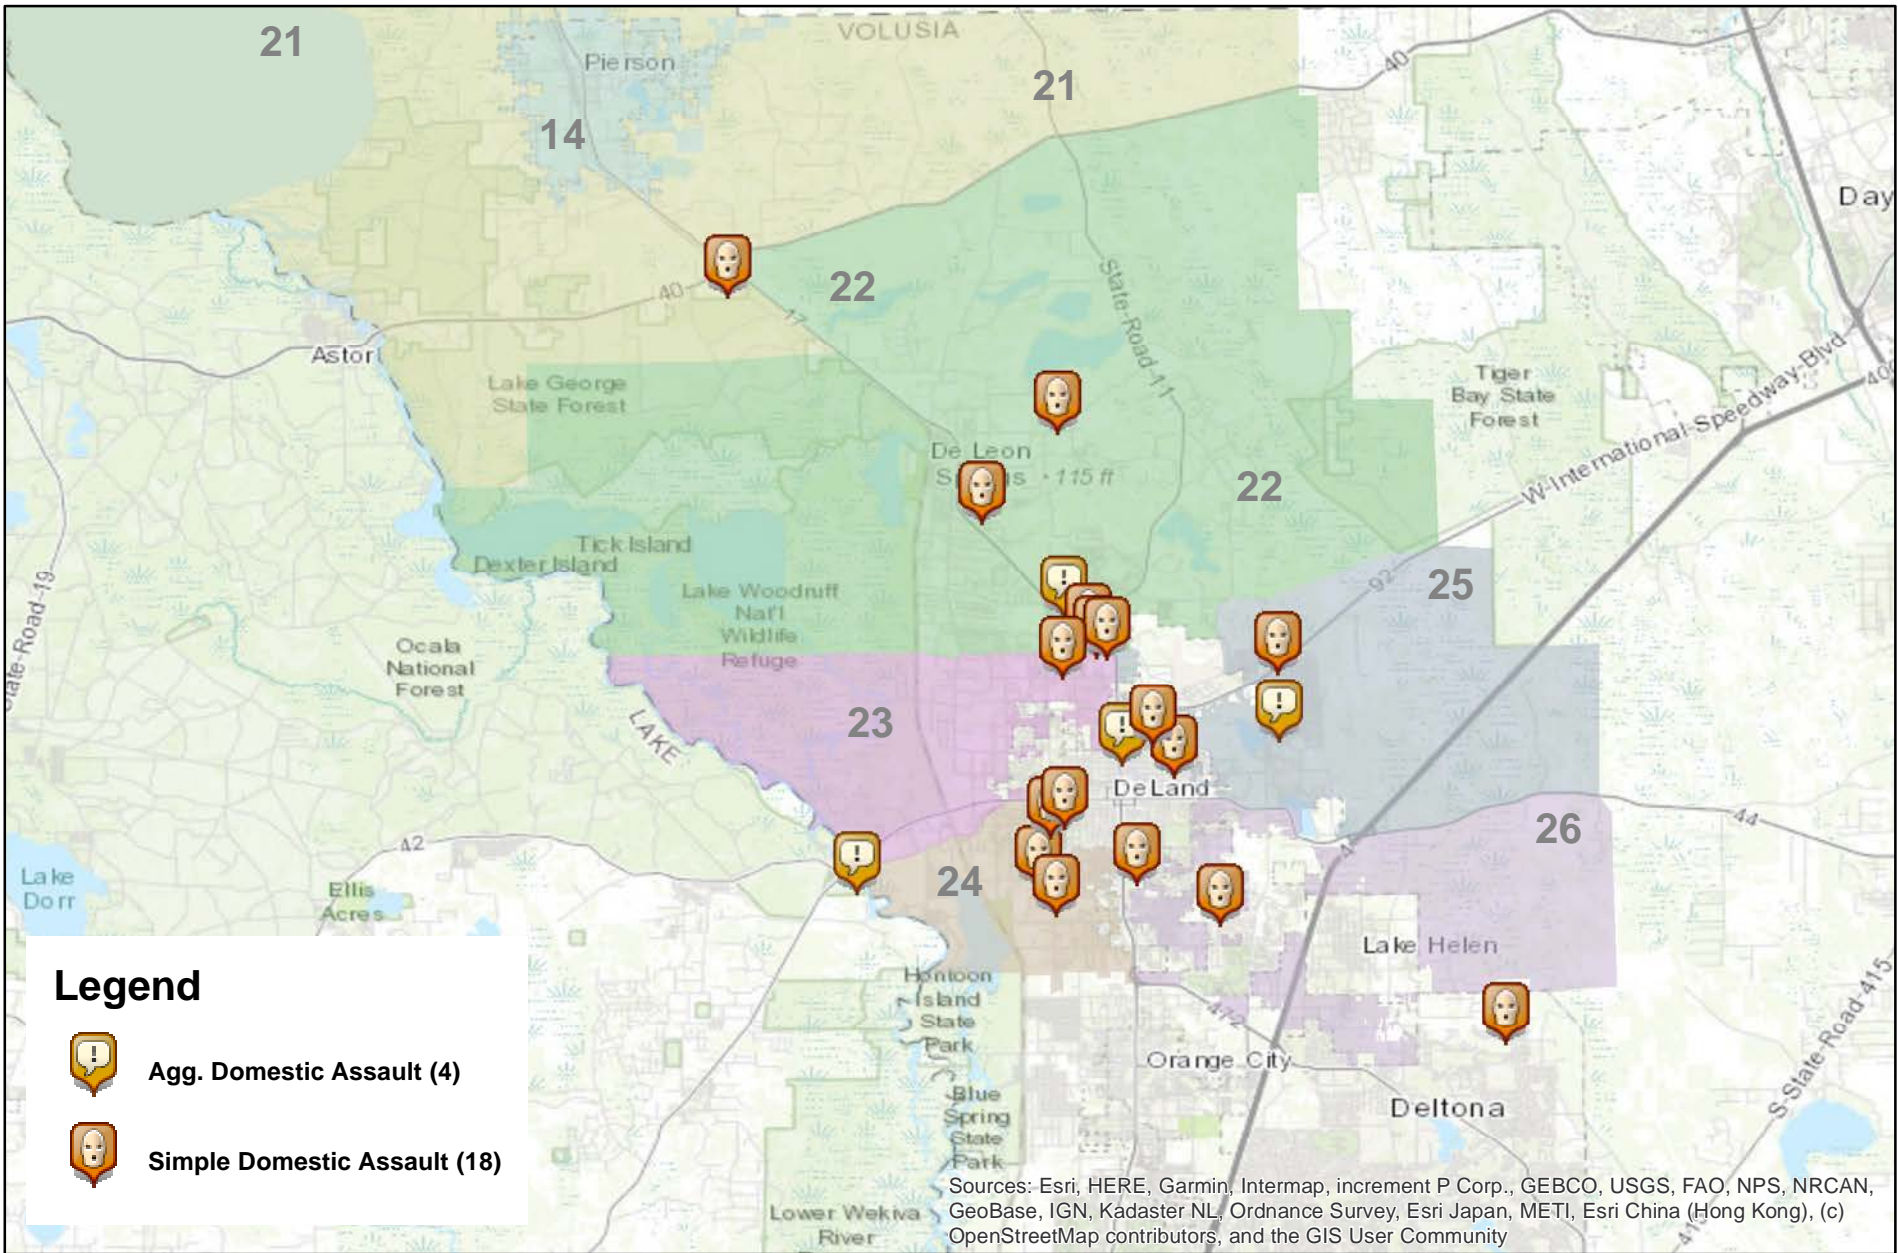 21
VOLUSIA
Pierson
21
40
14
Day
22
40
17
State-Road-11
Astor
Lake George
State Forest
Tiger
Bay State
Forest
W-International-Speedway-Blvd
40
De Leon
115 ft
22
Tick Island
Dexter Island
92
25
Lake Woodruff
Nat'l
Wildlife
Refuge
State-Road-19
Ocala
National
Forest
LAKE
23
DeLand
44
26
42
4
Lake
Dorr
Ellis
Acres
24
Lake Helen
Hontoon
Island
State
Park
472
Orange City
S-State-Road-415
Blue
Spring
State
Park
Deltona
Lower Wekiva
River
415
Legend
!
Agg. Domestic Assault (4)
Simple Domestic Assault (18)
Sources: Esri, HERE, Garmin, Intermap, increment P Corp., GEBCO, USGS, FAO, NPS, NRCAN,
GeoBase, IGN, Kadaster NL, Ordnance Survey, Esri Japan, METI, Esri China (Hong Kong), (c)
OpenStreetMap contributors, and the GIS User Community